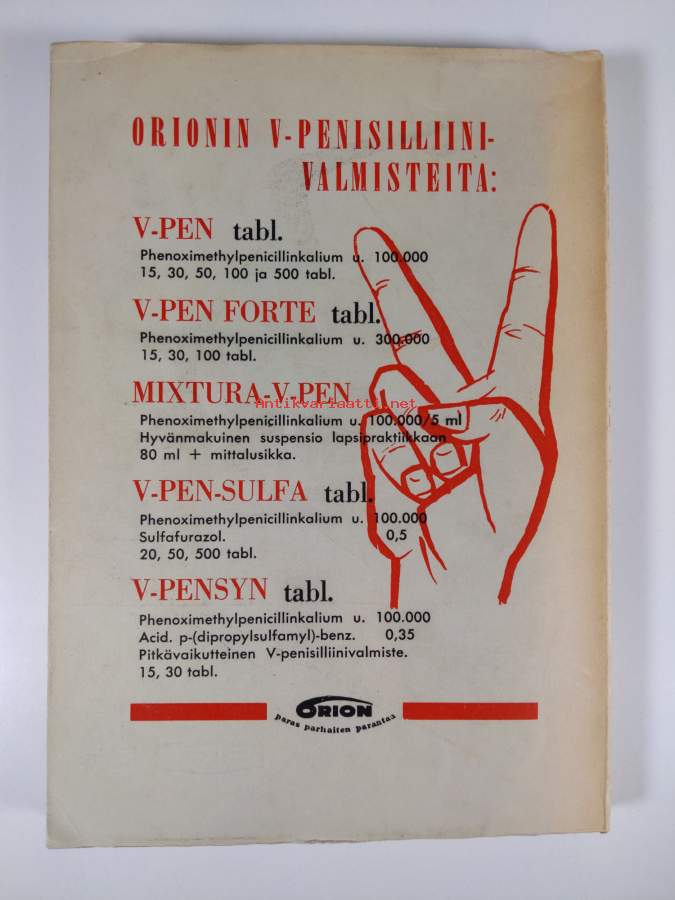 ORIONIN V-PENISILLIINI-
VALMISTEITA:
V-PEN tabl.
Phenoximethylpenicillinkalium u. 100.000
15, 30, 50, 100 ja 500 tabl.
V-PEN FORTE tabl.
Phenoximethylpenicillinkalium u. 300.000
15, 30, 100 tabl.
MIXTURA-V-PEN
Antikvariaatti.net
Phenoximethylpenicillinkalium u. 100.000/5 ml
Hyvänmakuinen suspensio lapsipraktiikkaan
80 ml + mittalusikka.
V-PEN-SULFA tabl.
Phenoximethylpenicillinkalium u. 100.000
Sulfafurazol. 0,5
20, 50, 500 tabl.
V-PENSYN tabl.
Phenoximethylpenicillinkalium u. 100.000
Acid. p-(dipropylsulfamyl)-benz. 0,35
Pitkävaikutteinen V-penisilliinivalmiste.
15, 30 tabl.
ORION
paras parhaiten parantaa